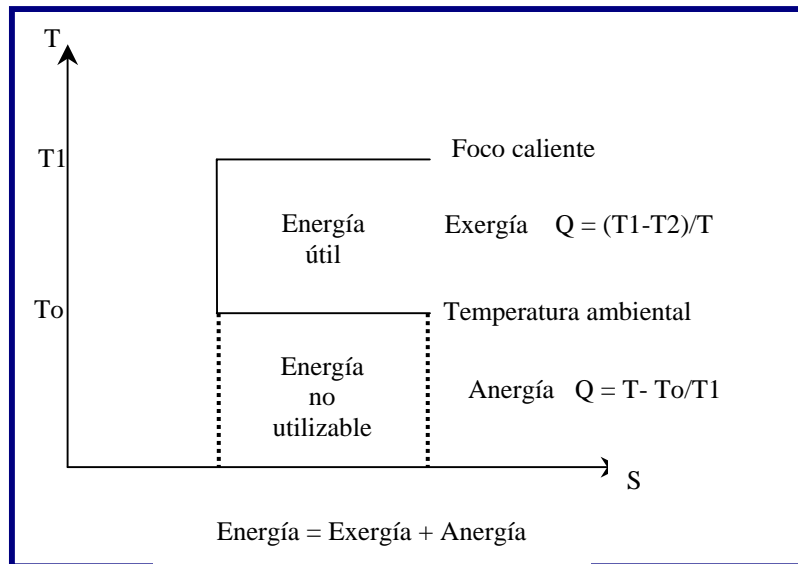 T
T1
Foco caliente
Energía
útil
Exergía Q = (T1-T2)/T
To
Temperatura ambiental
Energía
no
utilizable
Anergía Q = T- To/T1
S
Energía = Exergía + Anergía